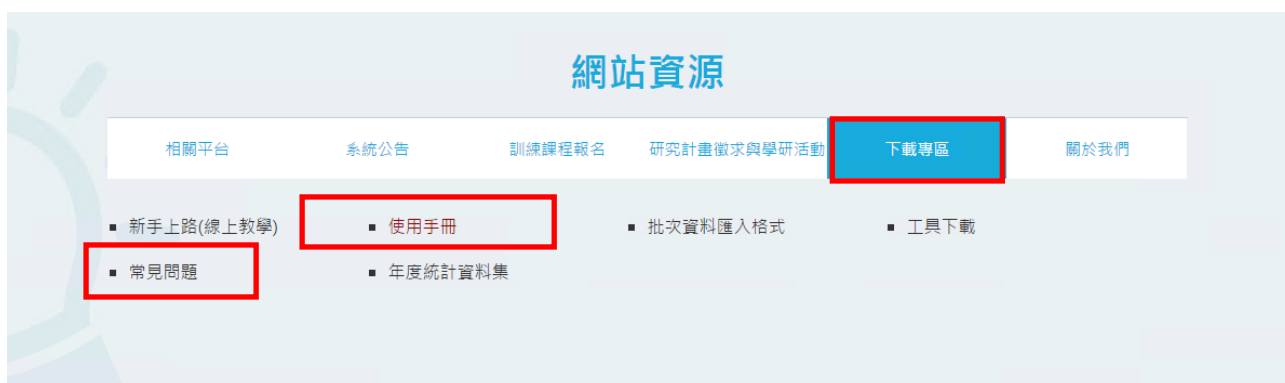 網站資源
相關平台 系統公告 訓練課程報名 研究計畫徵求與學研活動 下載專區 關於我們
▪ 新手上路(線上教學) ▪ 使用手冊 ▪ 批次資料匯入格式 ▪ 工具下載
▪ 常見問題 ▪ 年度統計資料集